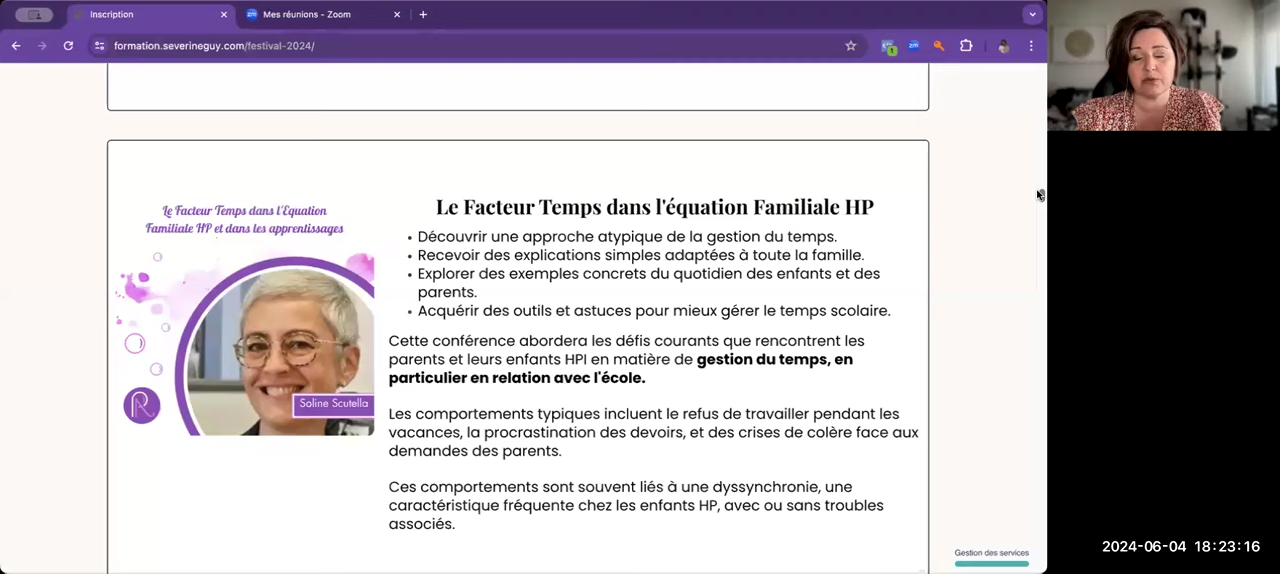 Inscription
Mes réunions - Zoom
formation.severineguy.com/festival-2024/
Le Facteur Temps dans l'Equation
Familiale HP et dans les apprentissages
Soline Scutella
Le Facteur Temps dans l'équation Familiale HP
• Découvrir une approche atypique de la gestion du temps.
• Recevoir des explications simples adaptées à toute la famille.
• Explorer des exemples concrets du quotidien des enfants et des
parents.
• Acquérir des outils et astuces pour mieux gérer le temps scolaire.
Cette conférence abordera les défis courants que rencontrent les
parents et leurs enfants HPI en matière de gestion du temps, en
particulier en relation avec l'école.
Les comportements typiques incluent le refus de travailler pendant les
vacances, la procrastination des devoirs, et des crises de colère face aux
demandes des parents.
Ces comportements sont souvent liés à une dyssynchronie, une
caractéristique fréquente chez les enfants HP, avec ou sans troubles
associés.
Gestion des services
2024-06-04 18:23:16